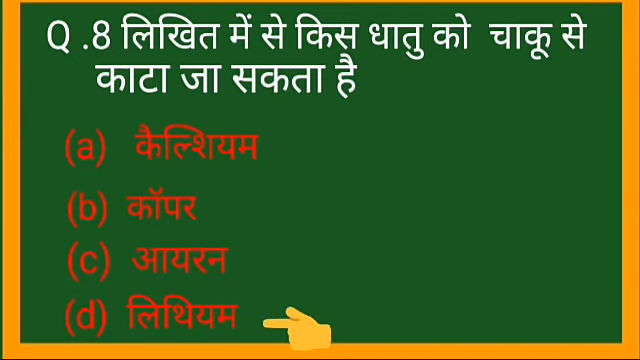 Q .8 लिखित में से किस धातु को चाकू से
काटा जा सकता है
(a) कैल्शियम
(b) कॉपर
(c) आयरन
(d) लिथियम